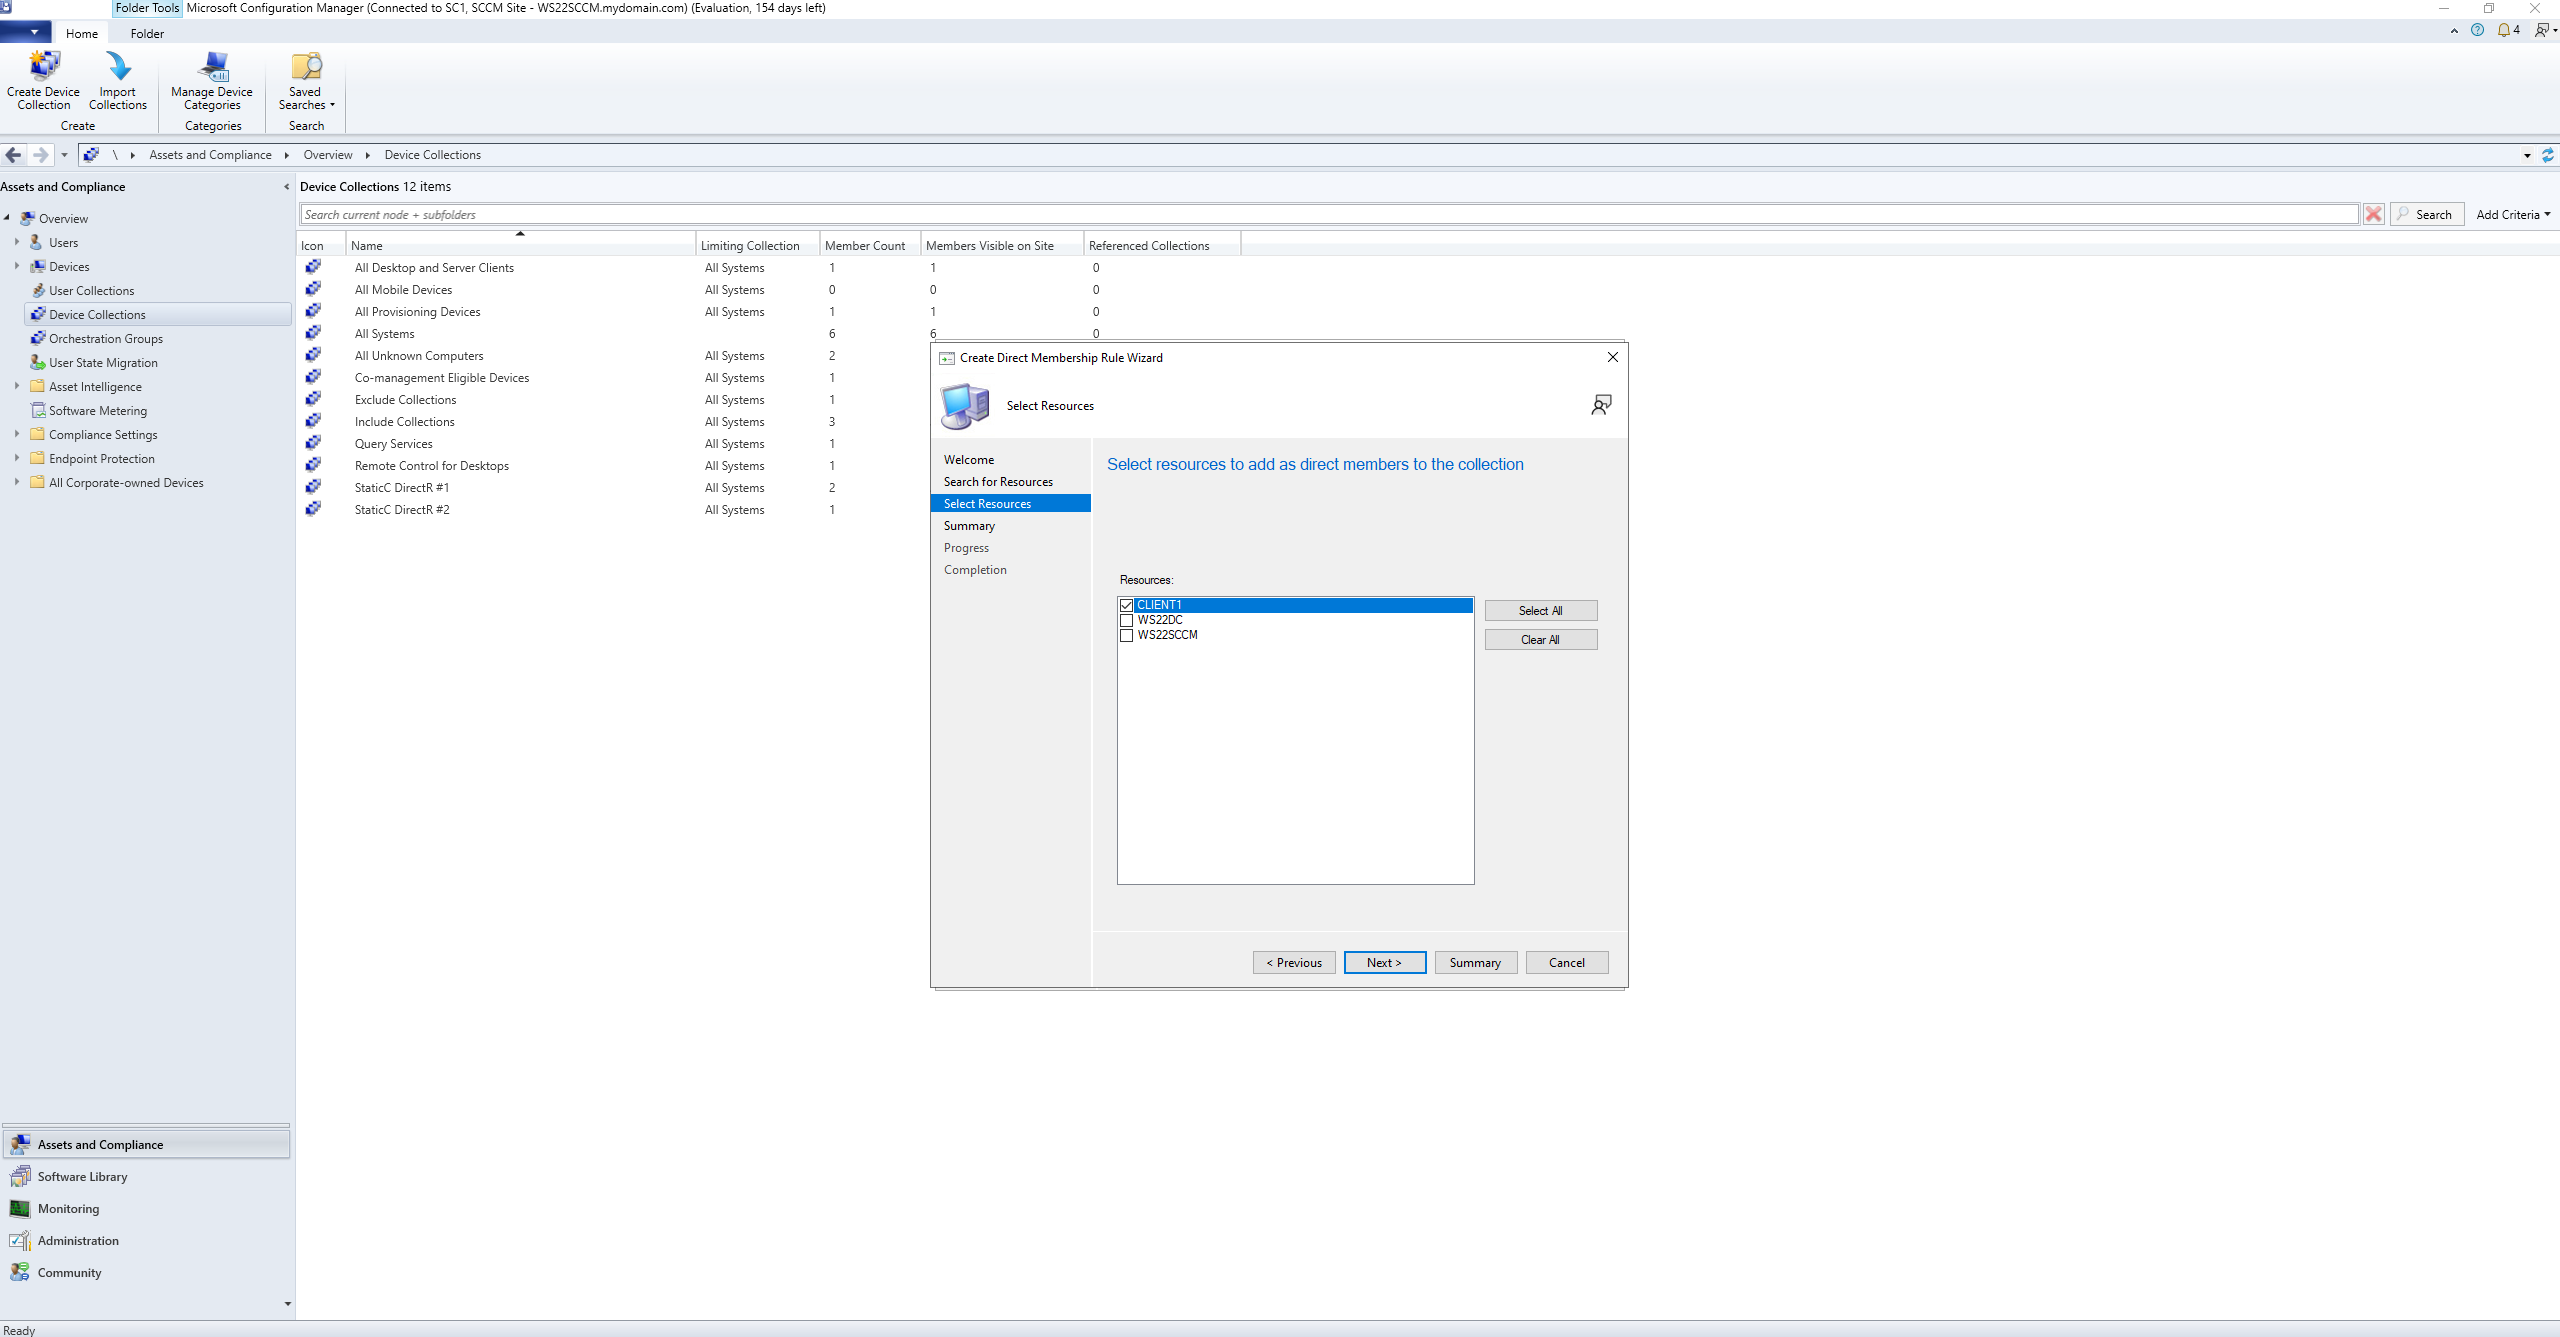 Folder Tools Microsoft Configuration Manager (Connected to SC1, SCCM Site - WS22SCCM.mydomain.com) (Evaluation, 154 days left)
Home Folder 4
Create Device Collection Import Collections Manage Device Categories Saved Searches
Create Categories Search
\ Assets and Compliance Overview Device Collections
Assets and Compliance
Overview
Users
Devices
User Collections
Device Collections
Orchestration Groups
User State Migration
Asset Intelligence
Software Metering
Compliance Settings
Endpoint Protection
All Corporate-owned Devices
Assets and Compliance
Software Library
Monitoring
Administration
Community
Device Collections 12 items
Search current node + subfolders Search Add Criteria
Icon Name Limiting Collection Member Count Members Visible on Site Referenced Collections
All Desktop and Server Clients All Systems 1 1 0
All Mobile Devices All Systems 0 0 0
All Provisioning Devices All Systems 1 1 0
All Systems 6 6 0
All Unknown Computers All Systems 2
Co-management Eligible Devices All Systems 1
Exclude Collections All Systems 1
Include Collections All Systems 3
Query Services All Systems 1
Remote Control for Desktops All Systems 1
StaticC DirectR #1 All Systems 2
StaticC DirectR #2 All Systems 1
Create Direct Membership Rule Wizard
Select Resources
Welcome
Search for Resources
Select Resources
Summary
Progress
Completion
Select resources to add as direct members to the collection
Resources:
CLIENT1
WS22DC
WS22SCCM
Select All
Clear All
< Previous Next > Summary Cancel
Ready